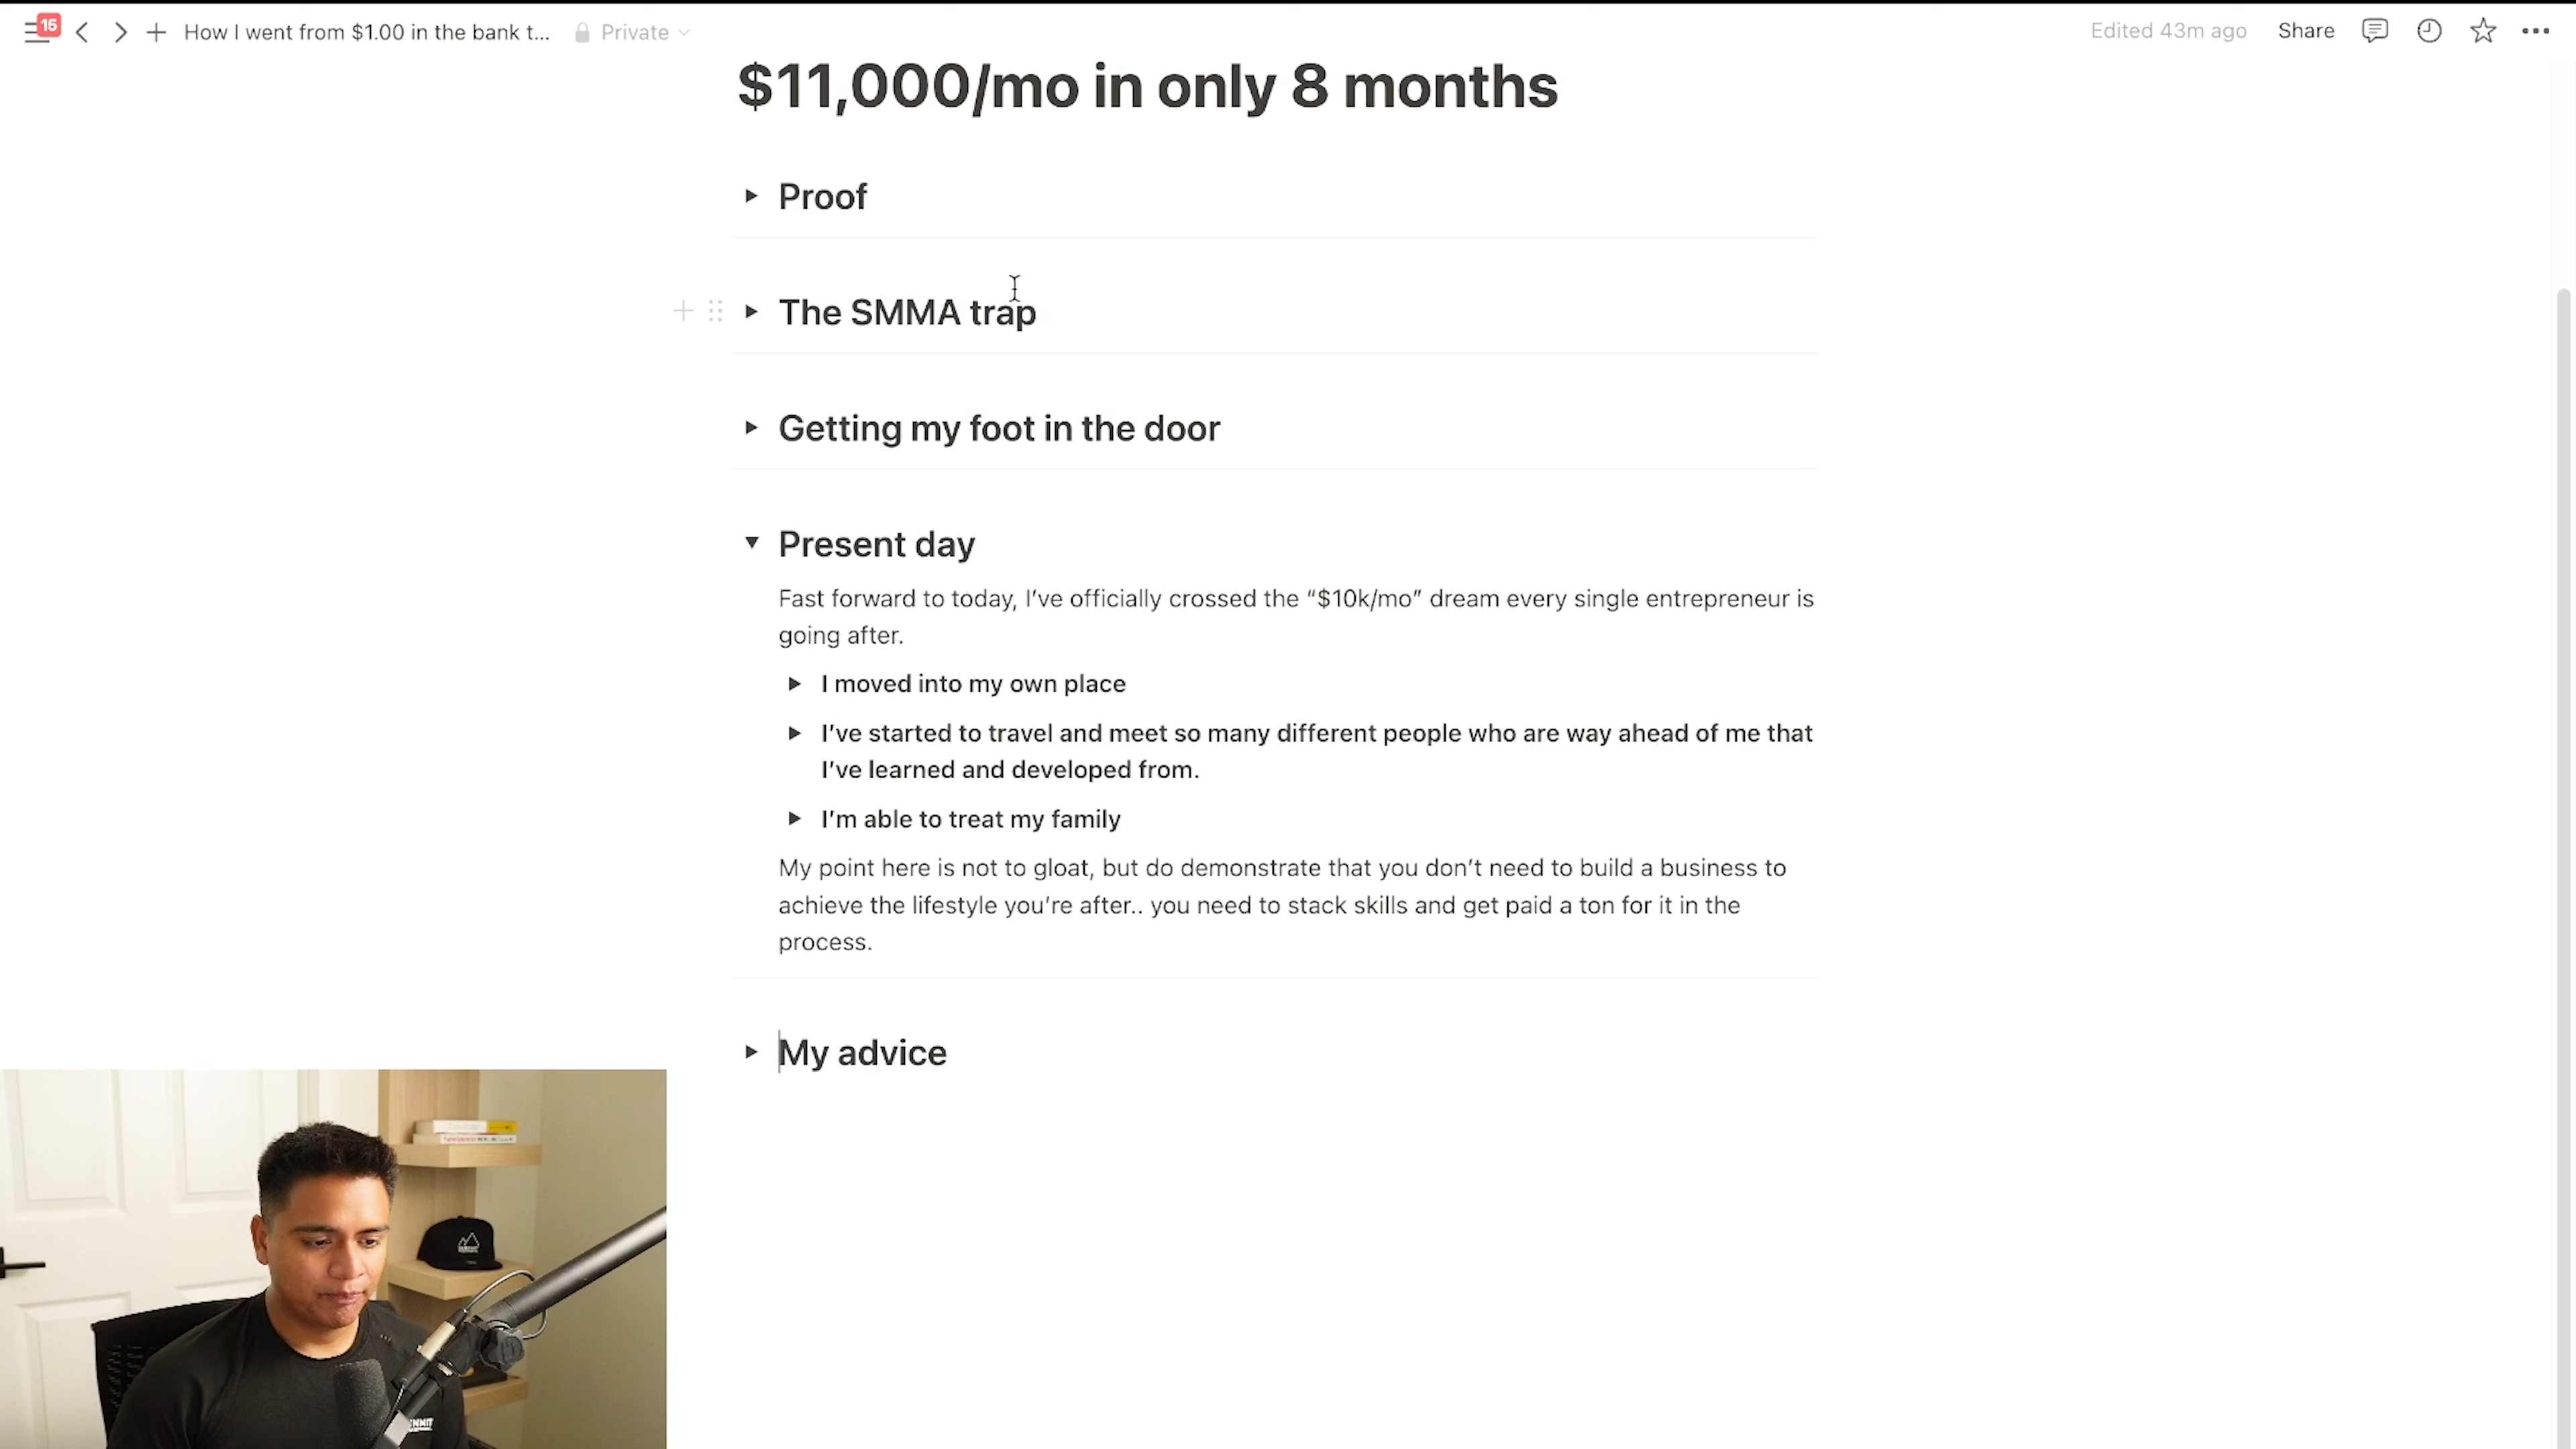 15
How I went from $1.00 in the bank t...
Private
Edited 43m ago
Share
$11,000/mo in only 8 months
Proof
The SMMA trap
Getting my foot in the door
Present day
Fast forward to today, I’ve officially crossed the “$10k/mo” dream every single entrepreneur is
going after.
I moved into my own place
I’ve started to travel and meet so many different people who are way ahead of me that
I’ve learned and developed from.
I’m able to treat my family
My point here is not to gloat, but do demonstrate that you don’t need to build a business to
achieve the lifestyle you’re after.. you need to stack skills and get paid a ton for it in the
process.
My advice